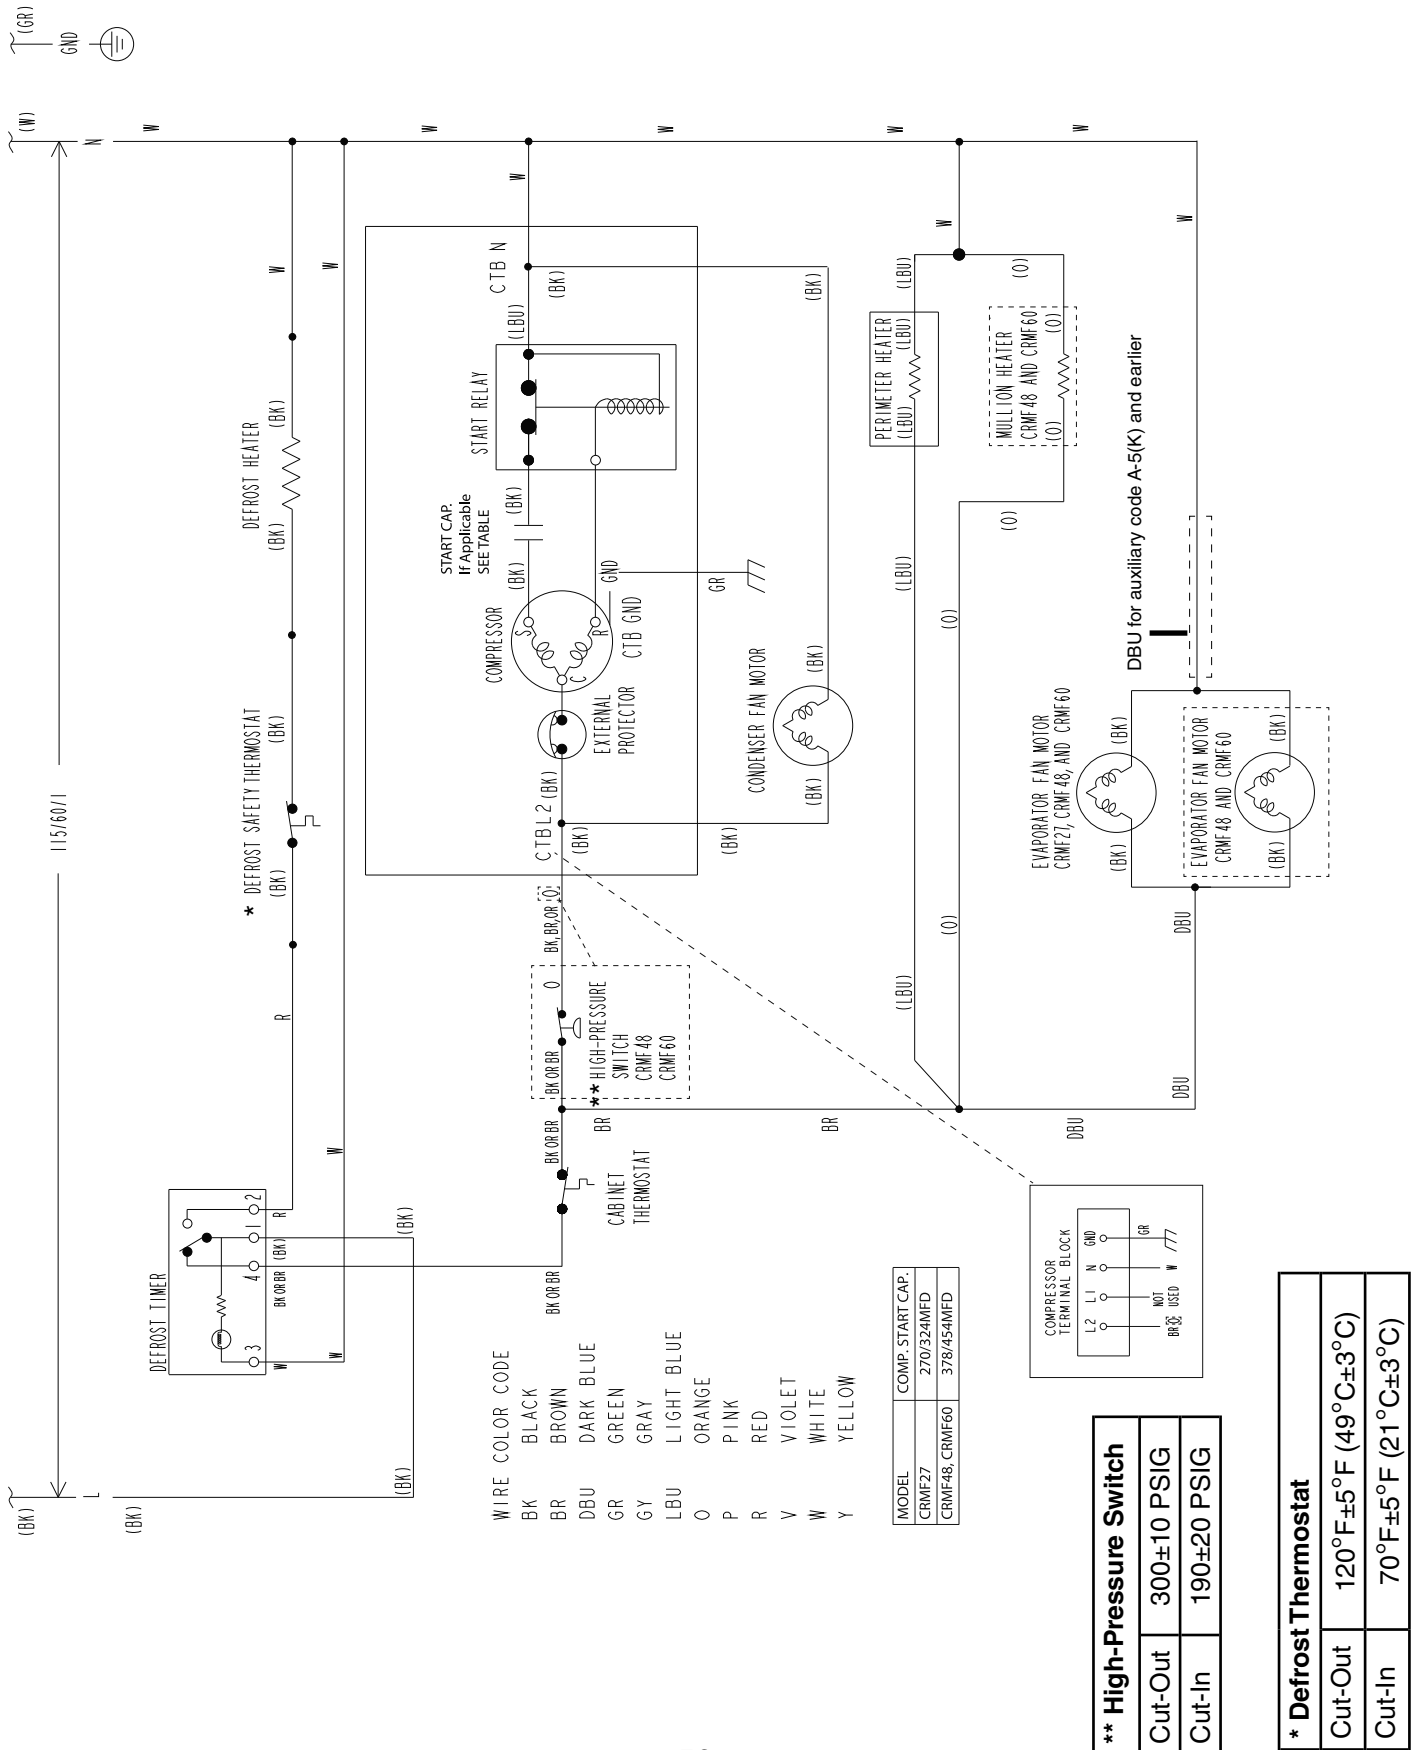 (GR)
GND
(W)
N
W
W
W
W
W
115/60/1
(BK)
L
(BK)
(BK)
(BK)
DEFROST TIMER
3
4
1
2
W
BK OR BR
(BK)
R
W
W
R
(BK)
* DEFROST SAFETY THERMOSTAT
(BK)
(BK)
DEFROST HEATER
(BK)
W
BK OR BR
CABINET
THERMOSTAT
BK OR BR
BR
BK OR BR
O
** HIGH-PRESSURE
SWITCH
CRMF48
CRMF60
BK,BR,OR O
CTBL2
(BK)
(BK)
(BK)
EXTERNAL
PROTECTOR
COMPRESSOR
S
C
R
CTB GND
GND
GR
START CAP.
If Applicable
SEE TABLE
(BK)
(BK)
START RELAY
(LBU)
CTB N
(BK)
W
CONDENSER FAN MOTOR
(BK)
(BK)
(BK)
BR
(LBU)
(LBU)
PERIMETER HEATER
(LBU)
(LBU)
(LBU)
W
(O)
(O)
(O)
(O)
MULLION HEATER
CRMF48 AND CRMF60
(O)
(O)
DBU
DBU
DBU
EVAPORATOR FAN MOTOR
CRMF27, CRMF48, AND CRMF60
(BK)
(BK)
EVAPORATOR FAN MOTOR
CRMF48 AND CRMF60
(BK)
(BK)
DBU for auxiliary code A-5(K) and earlier
W
COMPRESSOR
TERMINAL BLOCK
L2
L1
N
GND
BR
NOT
USED
W
GR
WIRE COLOR CODE
BK BLACK
BR BROWN
DBU DARK BLUE
GR GREEN
GY GRAY
LBU LIGHT BLUE
O ORANGE
P PINK
R RED
V VIOLET
W WHITE
Y YELLOW
MODEL COMP. START CAP.
CRMF27 270/324MFD
CRMF48, CRMF60 378/454MFD
** High-Pressure Switch
Cut-Out 300±10 PSIG
Cut-In 190±20 PSIG
* Defrost Thermostat
Cut-Out 120°F±5°F (49°C±3°C)
Cut-In 70°F±5°F (21°C±3°C)